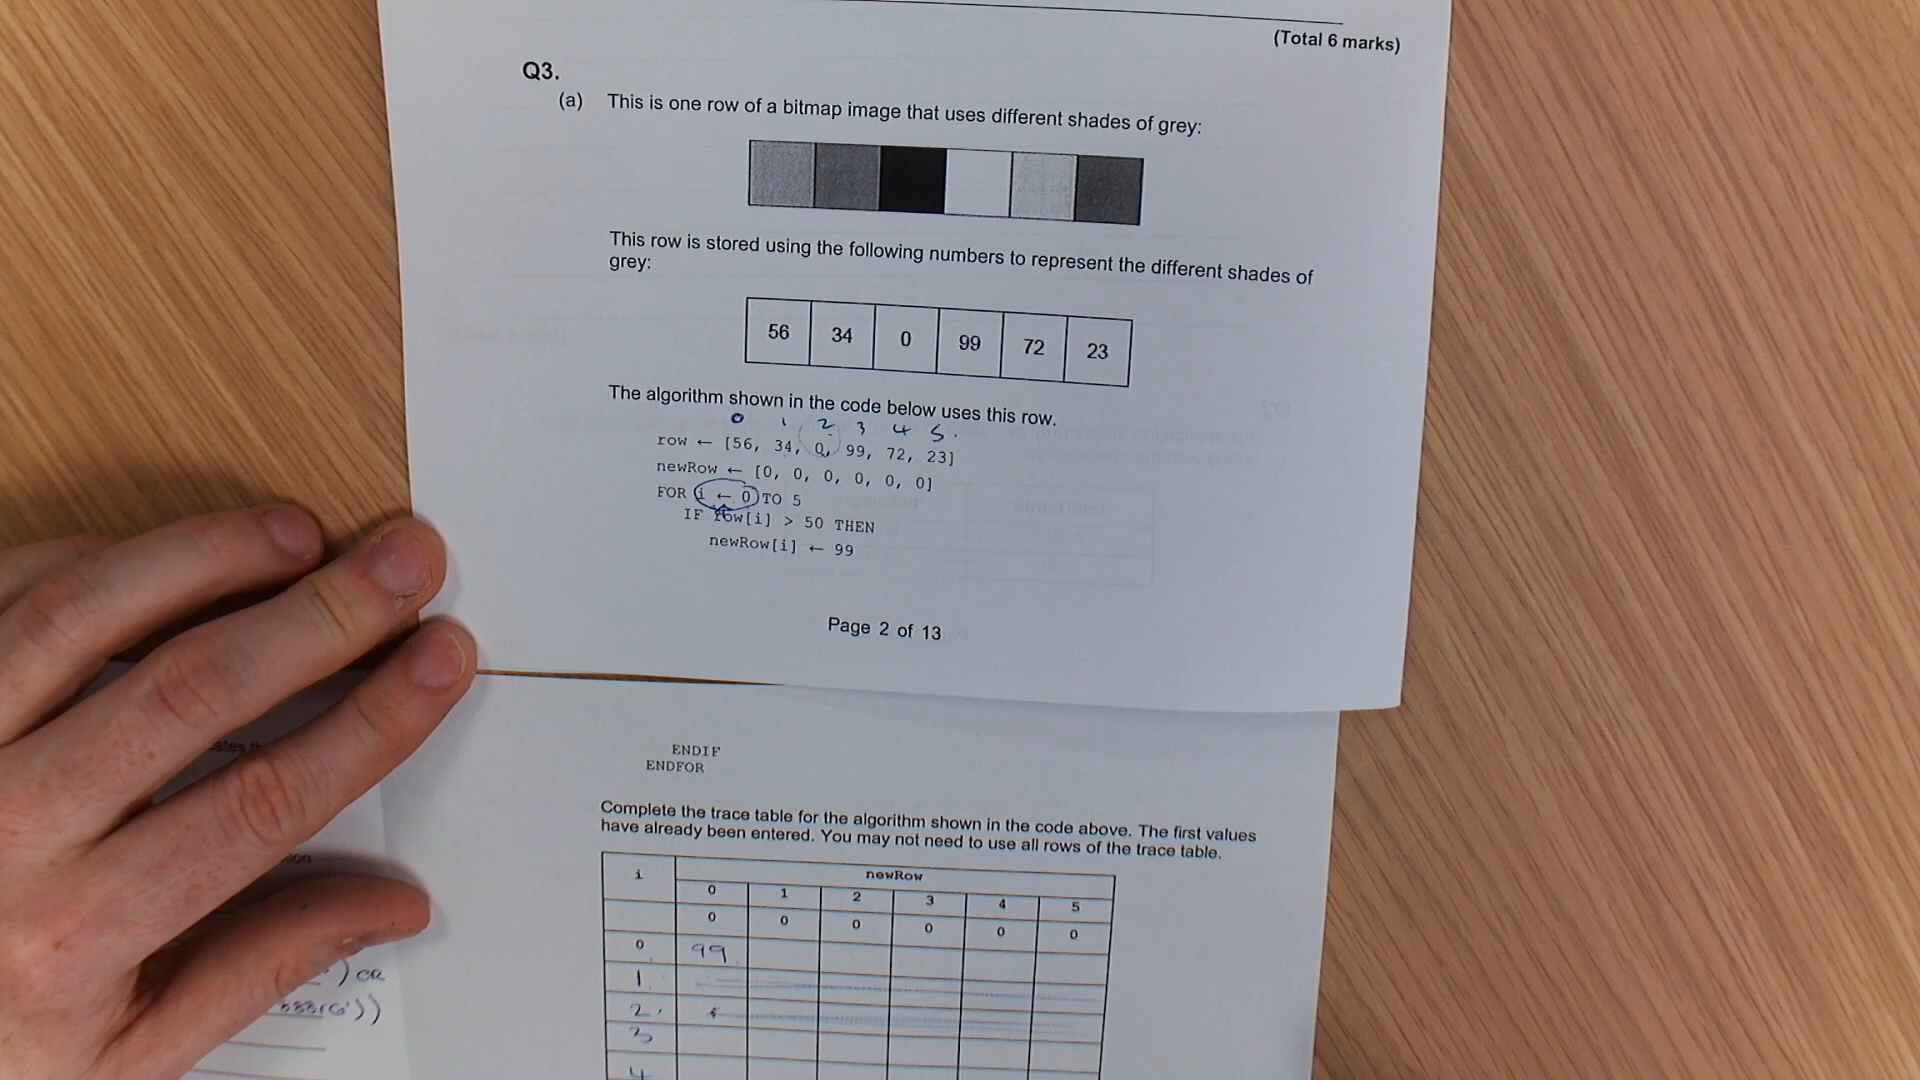 (Total 6 marks)
Q3.
(a) This is one row of a bitmap image that uses different shades of grey:
This row is stored using the following numbers to represent the different shades of
grey:
56 34 0 99 72 23
The algorithm shown in the code below uses this row.
0 1 2 3 4 5.
row ← [56, 34, 0, 99, 72, 23]
newRow ← [0, 0, 0, 0, 0, 0]
FOR i ← 0 TO 5
IF row[i] > 50 THEN
newRow[i] ← 99
Page 2 of 13
ENDIF
ENDFOR
Complete the trace table for the algorithm shown in the code above. The first values
have already been entered. You may not need to use all rows of the trace table.
i newRow
0 1 2 3 4 5
0 0 0 0 0 0
0 99
1
2
3
4
) OR